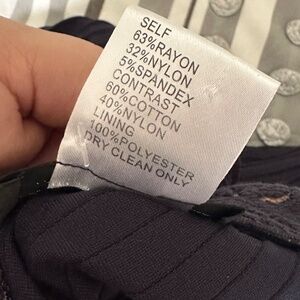 SELF
63%RAYON
32%NYLON
5%SPANDEX
CONTRAST
60%COTTON
40%NYLON
LINING
100%POLYESTER
DRY CLEAN ONLY